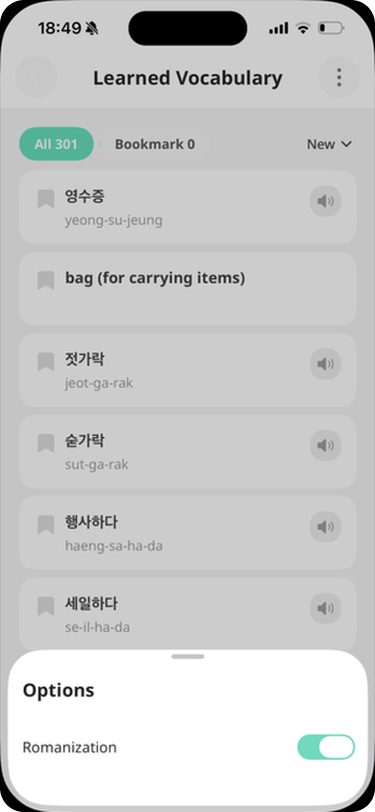 18:49
Learned Vocabulary
All 301
Bookmark 0
New
영수증
yeong-su-jeung
bag (for carrying items)
젓가락
jeot-ga-rak
숟가락
sut-ga-rak
행사하다
haeng-sa-ha-da
세일하다
se-il-ha-da
Options
Romanization